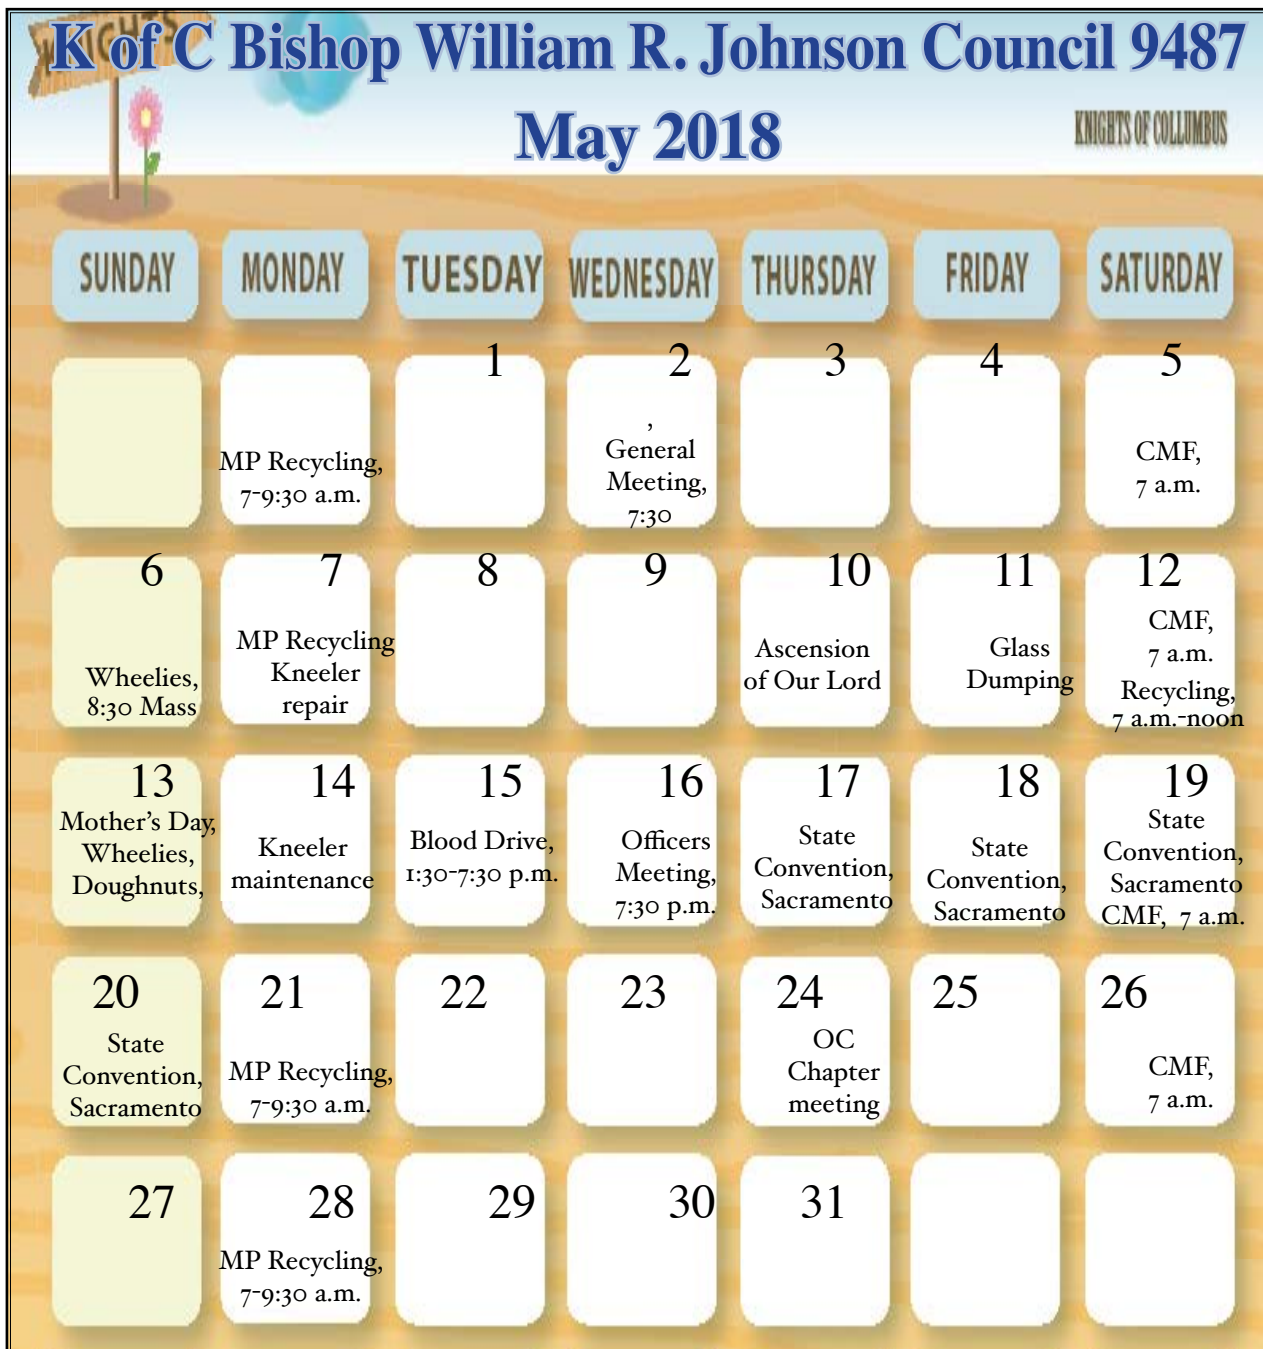 KNIGHTS
K of C Bishop William R. Johnson Council 9487
May 2018
KNIGHTS OF COLLUMBUS
SUNDAY MONDAY TUESDAY WEDNESDAY THURSDAY FRIDAY SATURDAY
MP Recycling,
7-9:30 a.m.
1
2
,
General
Meeting,
7:30
3
4
5
CMF,
7 a.m.
6
Wheelies,
8:30 Mass
7
MP Recycling
Kneeler
repair
8
9
10
Ascension
of Our Lord
11
Glass
Dumping
12
CMF,
7 a.m.
Recycling,
7 a.m.-noon
13
Mother's Day,
Wheelies,
Doughnuts,
14
Kneeler
maintenance
15
Blood Drive,
1:30-7:30 p.m.
16
Officers
Meeting,
7:30 p.m.
17
State
Convention,
Sacramento
18
State
Convention,
Sacramento
19
State
Convention,
Sacramento
CMF, 7 a.m.
20
State
Convention,
Sacramento
21
MP Recycling,
7-9:30 a.m.
22
23
24
OC
Chapter
meeting
25
26
CMF,
7 a.m.
27
28
MP Recycling,
7-9:30 a.m.
29
30
31